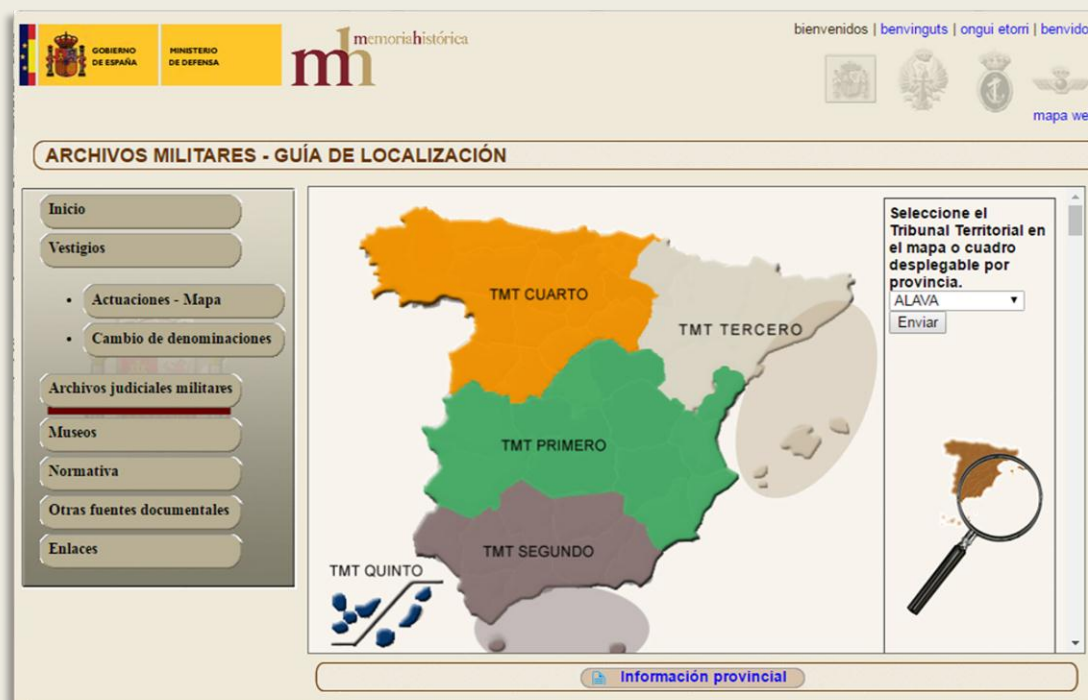 GOBIERNO
DE ESPAÑA
MINISTERIO
DE DEFENSA
mh
memoriahistórica
bienvenidos | benvinguts | ongui etorri | benvido
mapa we
ARCHIVOS MILITARES - GUÍA DE LOCALIZACIÓN
Inicio
Vestigios
• Actuaciones - Mapa
• Cambio de denominaciones
Archivos judiciales militares
Museos
Normativa
Otras fuentes documentales
Enlaces
TMT CUARTO
TMT TERCERO
TMT PRIMERO
TMT SEGUNDO
TMT QUINTO
Seleccione el
Tribunal Territorial en
el mapa o cuadro
desplegable por
provincia.
ALAVA
Enviar
Información provincial